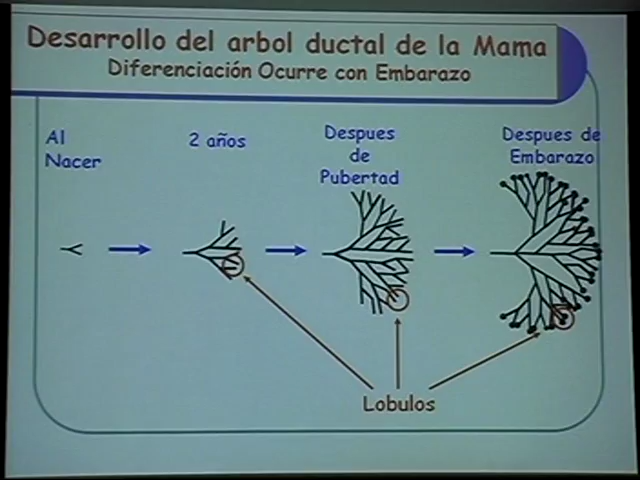 Desarrollo del arbol ductal de la Mama
Diferenciación Ocurre con Embarazo
Al
Nacer
2 años
Despues
de
Pubertad
Despues de
Embarazo
Lobulos